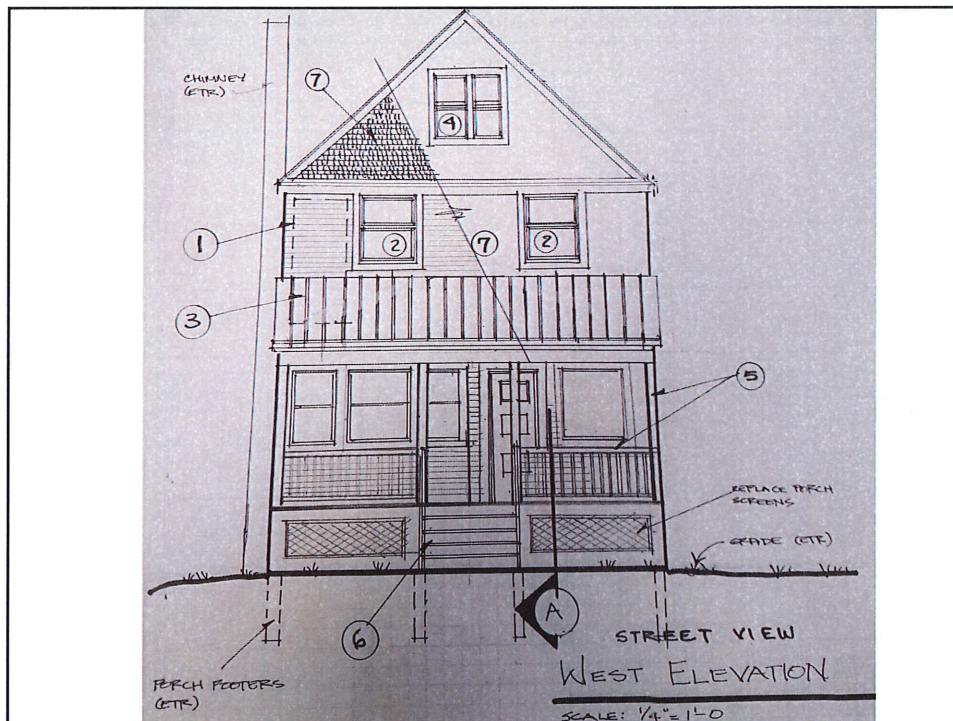 CHIMNEY
(ETR)
7
4
1
2
7
2
3
5
REPLACE PORCH
SCREENS
GRADE (ETR)
6
A
PORCH FOOTERS
(ETR)
STREET VIEW
WEST ELEVATION
SCALE: 1/4"=1'-0